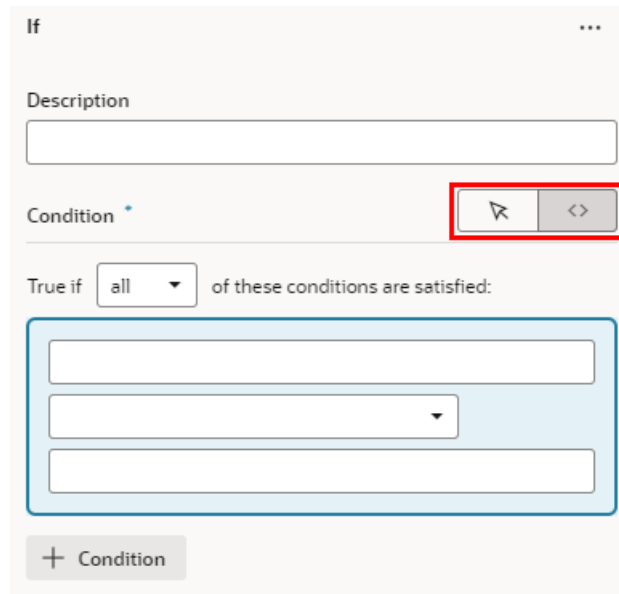 If
Description
Condition *
True if all of these conditions are satisfied:
+ Condition